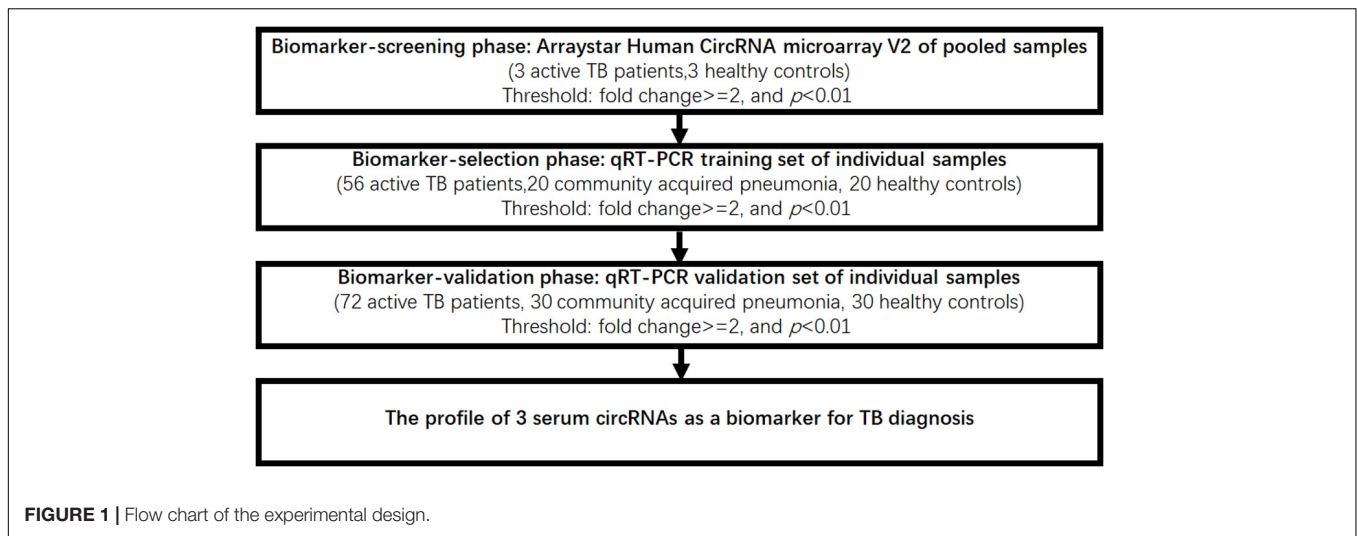 Biomarker-screening phase: Arraystar Human CircRNA microarray V2 of pooled samples
(3 active TB patients,3 healthy controls)
Threshold: fold change>=2, and p<0.01
Biomarker-selection phase: qRT-PCR training set of individual samples
(56 active TB patients,20 community acquired pneumonia, 20 healthy controls)
Threshold: fold change>=2, and p<0.01
Biomarker-validation phase: qRT-PCR validation set of individual samples
(72 active TB patients, 30 community acquired pneumonia, 30 healthy controls)
Threshold: fold change>=2, and p<0.01
The profile of 3 serum circRNAs as a biomarker for TB diagnosis
FIGURE 1 | Flow chart of the experimental design.